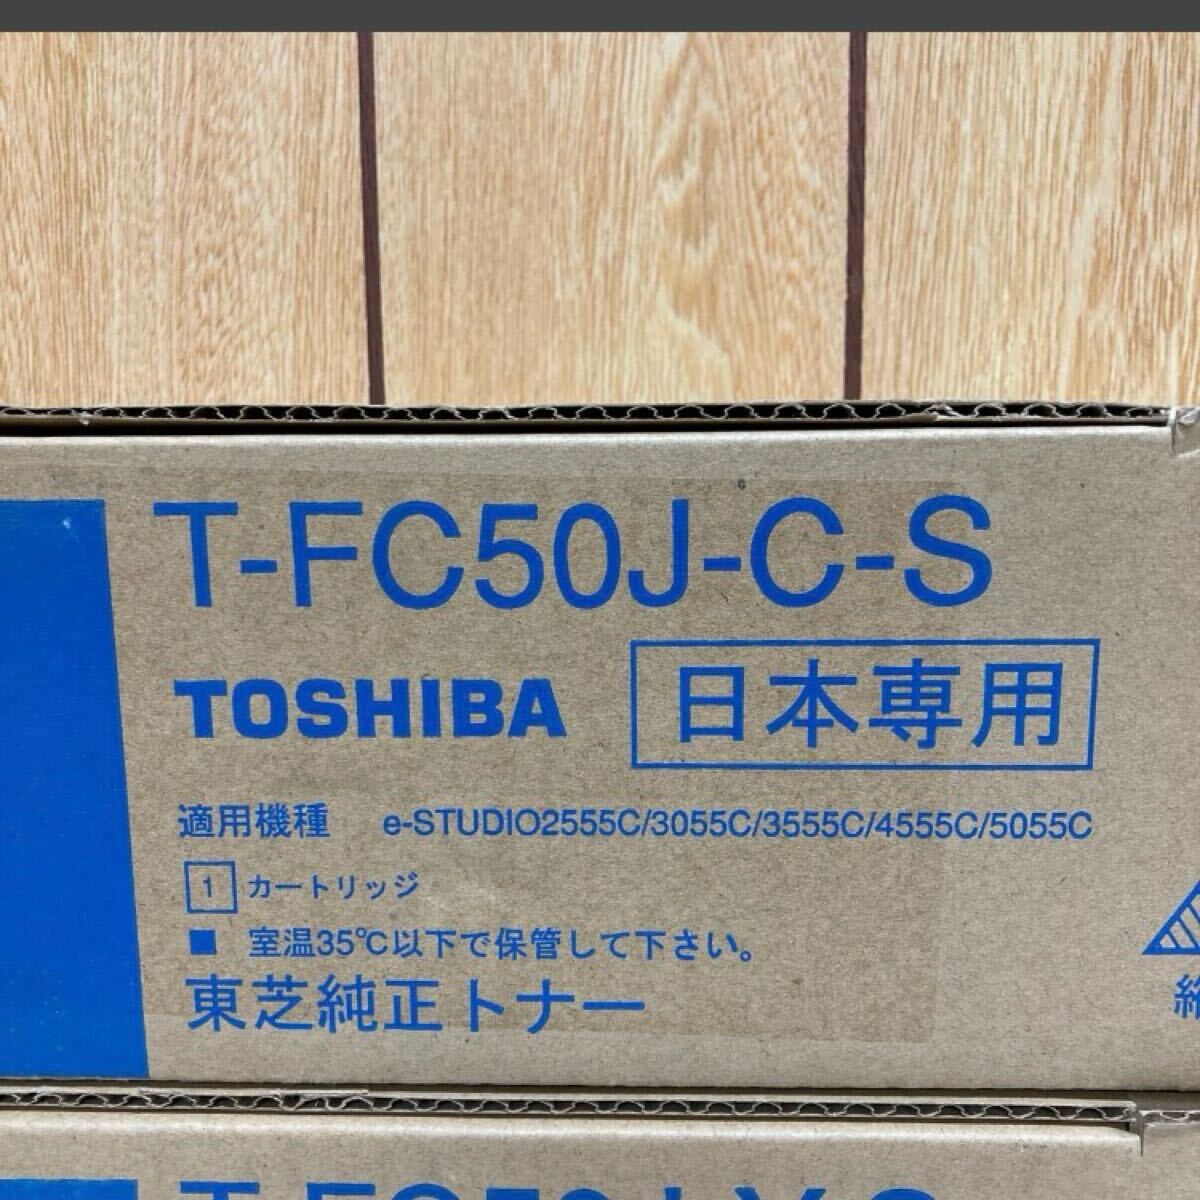 T-FC50J-C-S
TOSHIBA 日本専用
適用機種 e-STUDIO2555C/3055C/3555C/4555C/5055C
1 カートリッジ
■ 室温35℃以下で保管して下さい。
東芝純正トナー
T-FC50J-Y-S